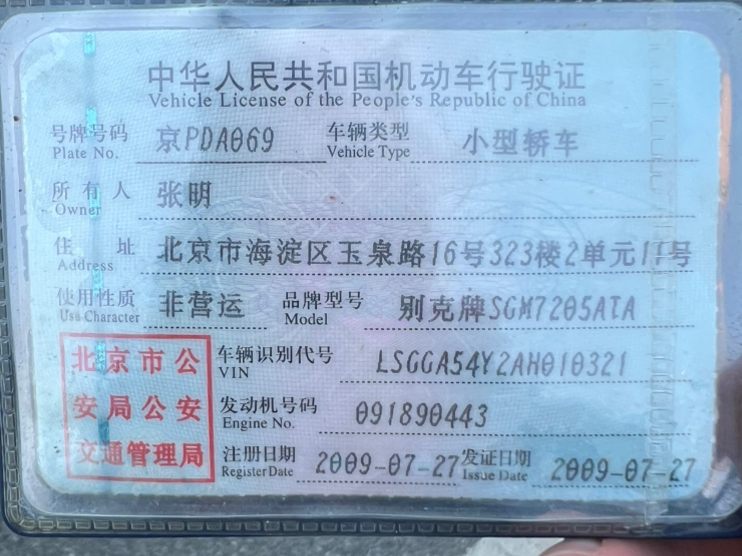 中华人民共和国机动车行驶证
Vehicle License of the People's Republic of China
号牌号码 京PDA069 车辆类型 小型轿车
Plate No. Vehicle Type
所有人 张明
Owner
住址 北京市海淀区玉泉路16号323楼2单元11号
Address
使用性质 非营运 品牌型号 别克牌SGM7205ATA
Use Character Model
北京市公
安局公安
交通管理局
车辆识别代号 LSGGA54Y2AH010321
VIN
发动机号码 091890443
Engine No.
注册日期 2009-07-27 发证日期 2009-07-27
Register Date Issue Date